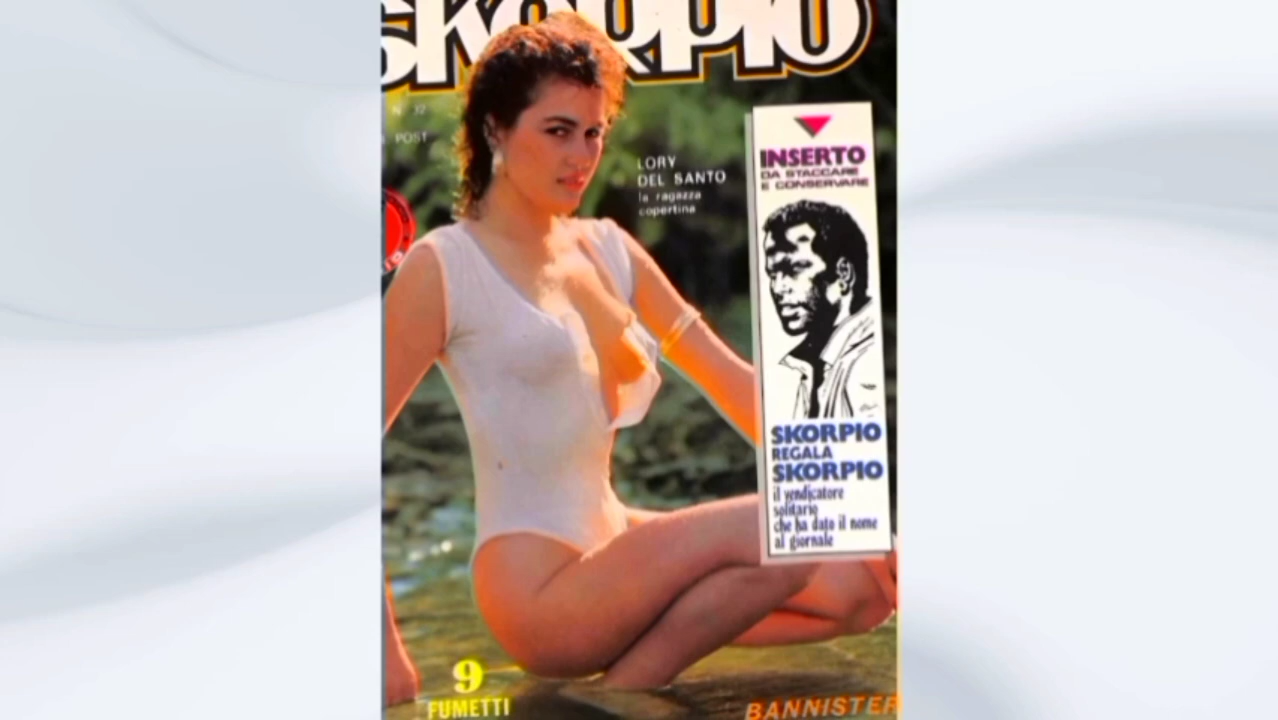 SKORPIO
N. 32
POST
LORY
DEL SANTO
la ragazza
copertina
INSERTO
DA STACCARE
E CONSERVARE
SKORPIO
REGALA
SKORPIO
il vendicatore
solitario
che ha dato il nome
al giornale
9
FUMETTI
BANNISTER